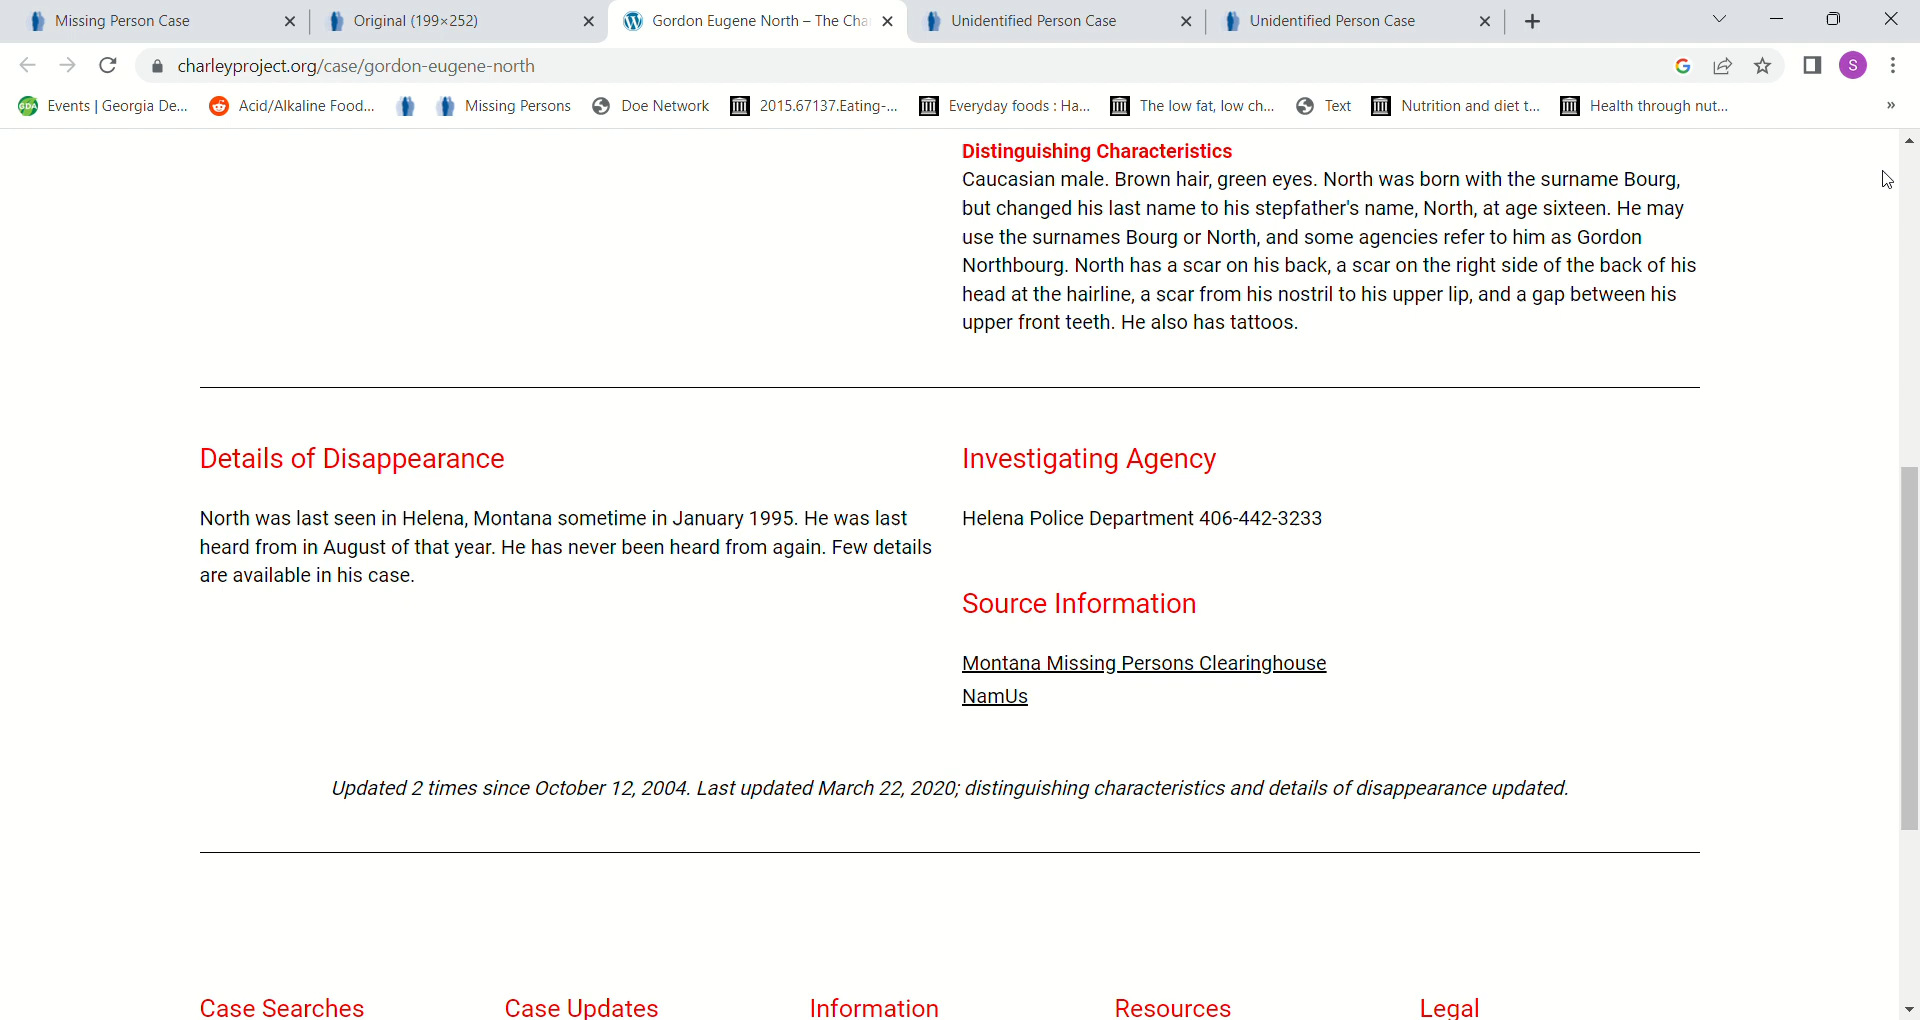 Missing Person Case
Original (199×252)
Gordon Eugene North – The Cha
Unidentified Person Case
Unidentified Person Case
charleyproject.org/case/gordon-eugene-north
S
GDA
Events | Georgia De...
Acid/Alkaline Food...
Missing Persons
Doe Network
2015.67137.Eating-...
Everyday foods : Ha...
The low fat, low ch...
Text
Nutrition and diet t...
Health through nut...
»
Distinguishing Characteristics
Caucasian male. Brown hair, green eyes. North was born with the surname Bourg,
but changed his last name to his stepfather's name, North, at age sixteen. He may
use the surnames Bourg or North, and some agencies refer to him as Gordon
Northbourg. North has a scar on his back, a scar on the right side of the back of his
head at the hairline, a scar from his nostril to his upper lip, and a gap between his
upper front teeth. He also has tattoos.
Details of Disappearance
North was last seen in Helena, Montana sometime in January 1995. He was last
heard from in August of that year. He has never been heard from again. Few details
are available in his case.
Investigating Agency
Helena Police Department 406-442-3233
Source Information
Montana Missing Persons Clearinghouse
NamUs
Updated 2 times since October 12, 2004. Last updated March 22, 2020; distinguishing characteristics and details of disappearance updated.
Case Searches
Case Updates
Information
Resources
Legal